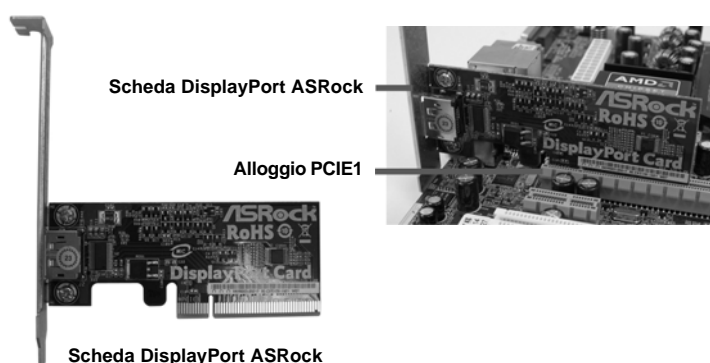 Scheda DisplayPort ASRock
AMD
ASRock
RoHS
DisplayPort Card
Alloggio PCIE1
ASRock
RoHS
DisplayPort Card
Scheda DisplayPort ASRock